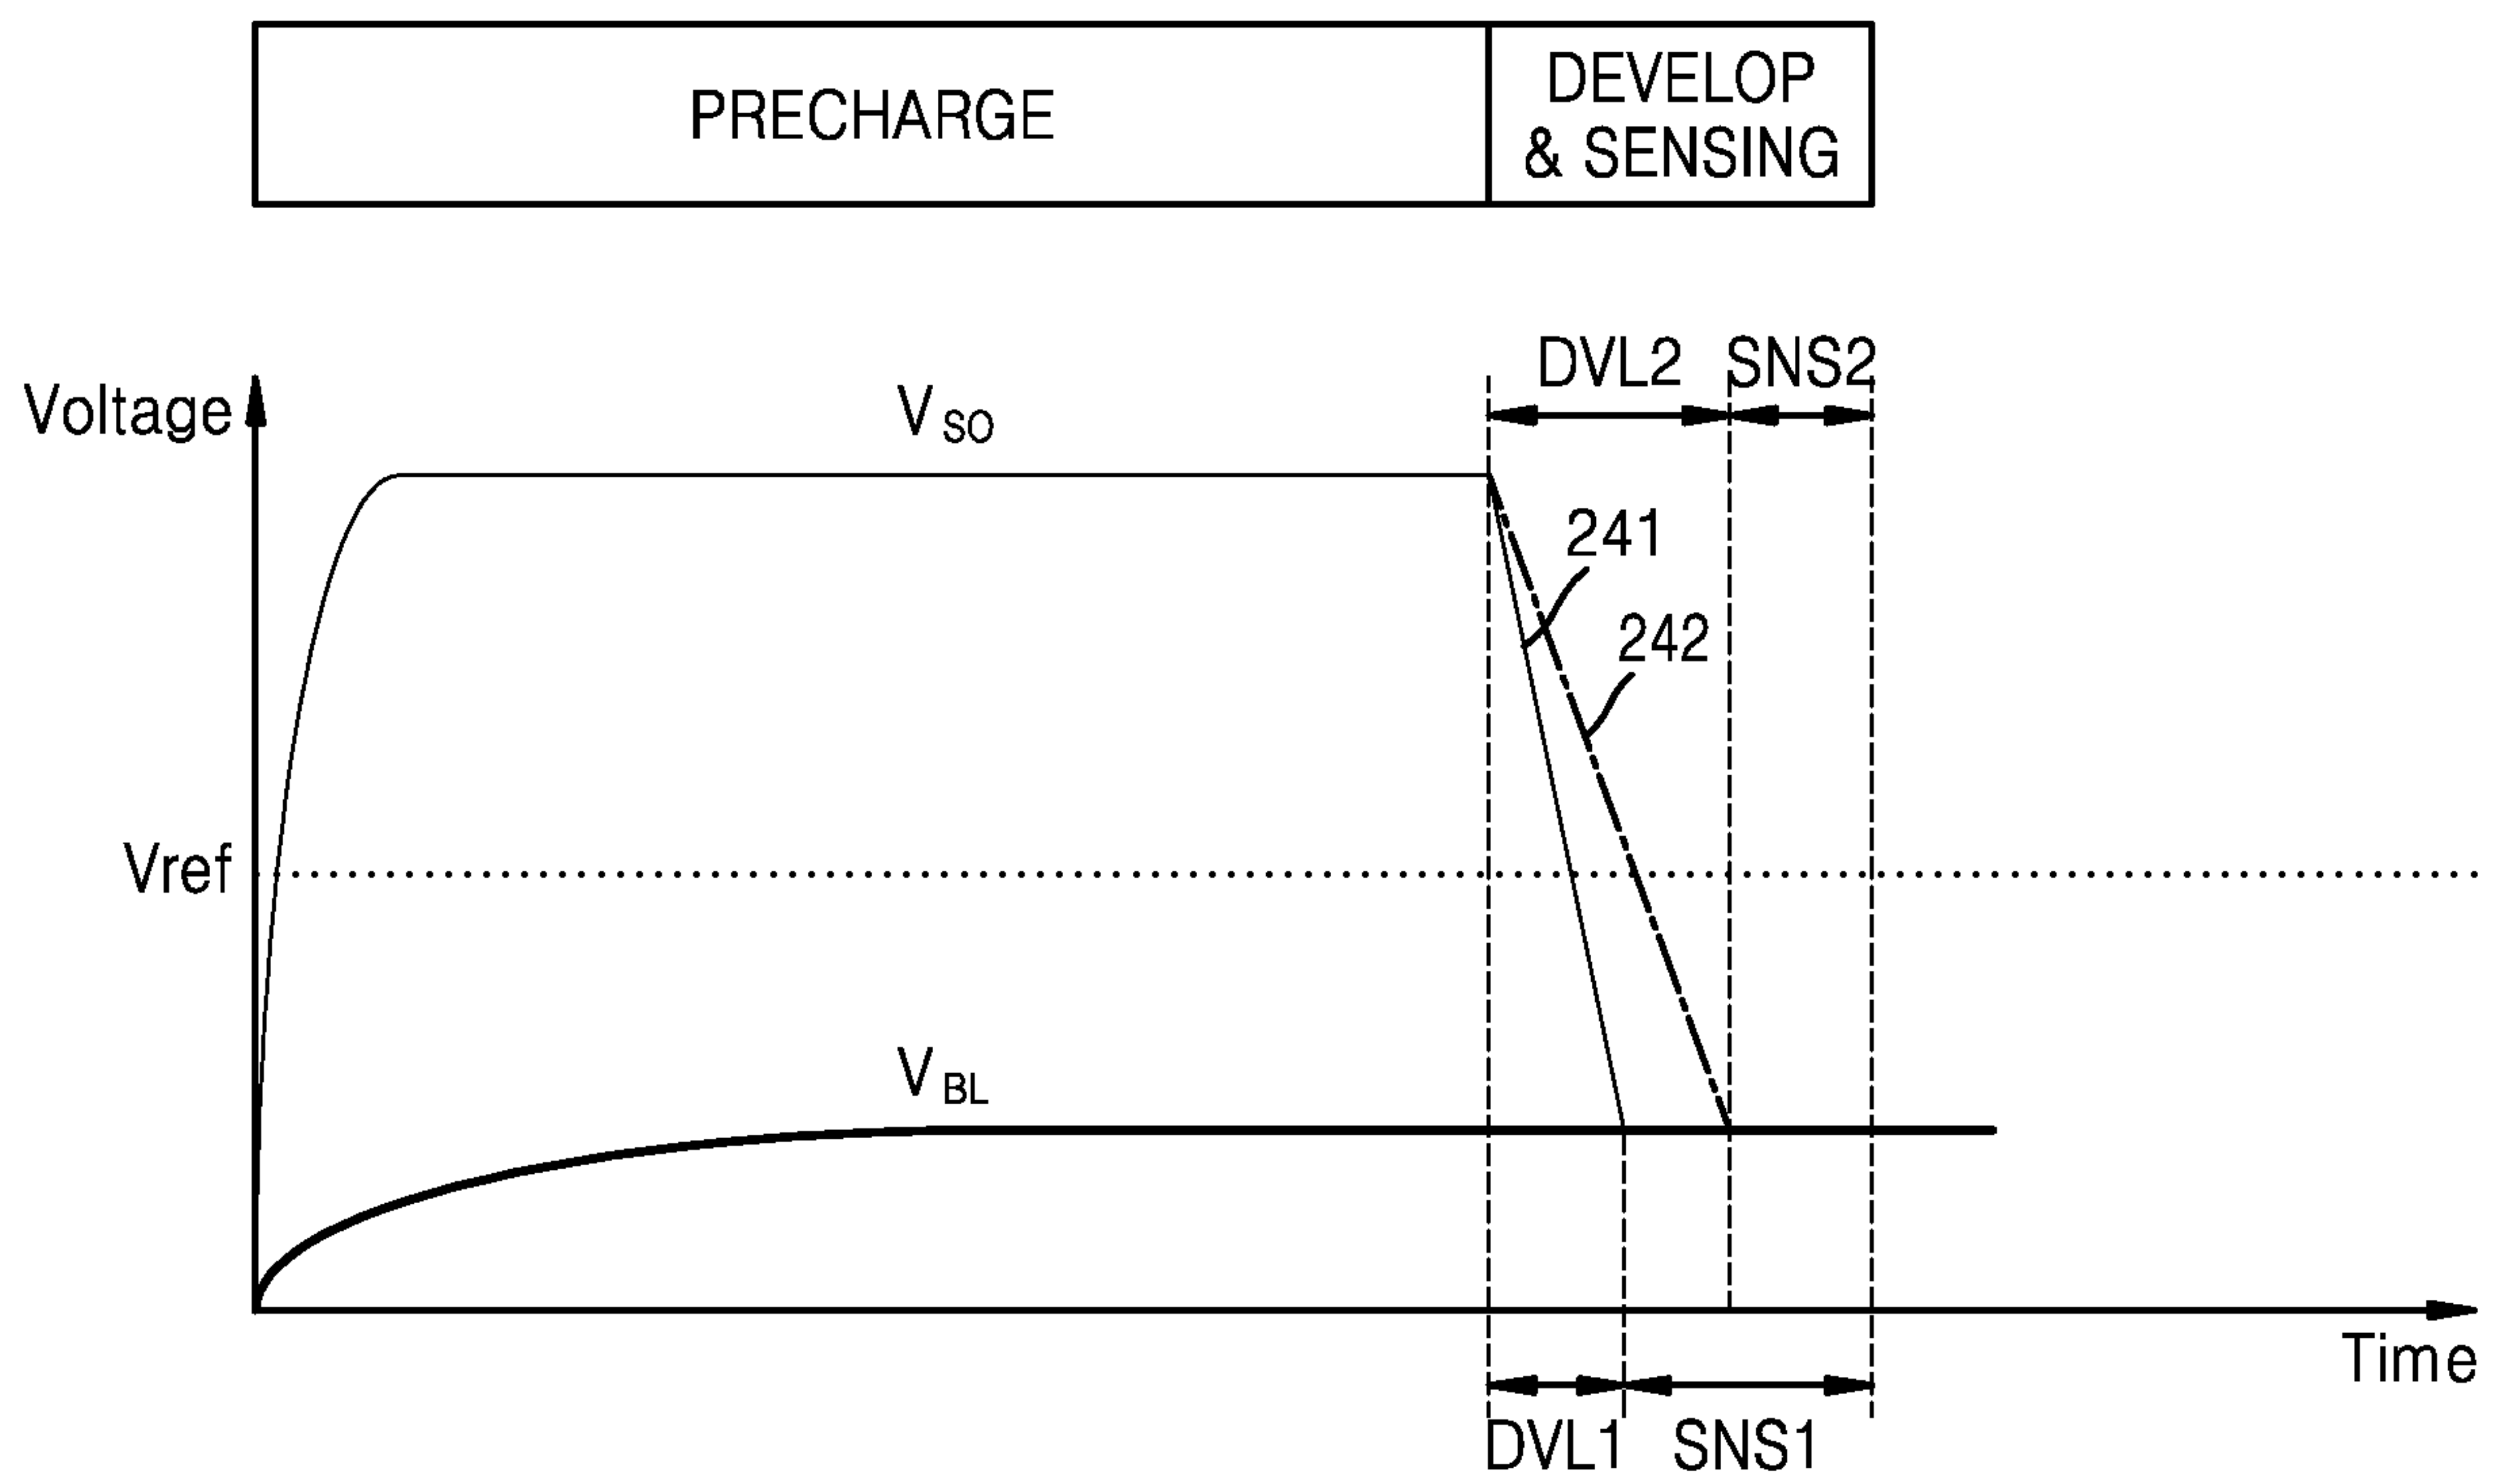 PRECHARGE
DEVELOP
& SENSING
DVL2
SNS2
Voltage
VSO
241
242
Vref
VBL
Time
DVL1
SNS1